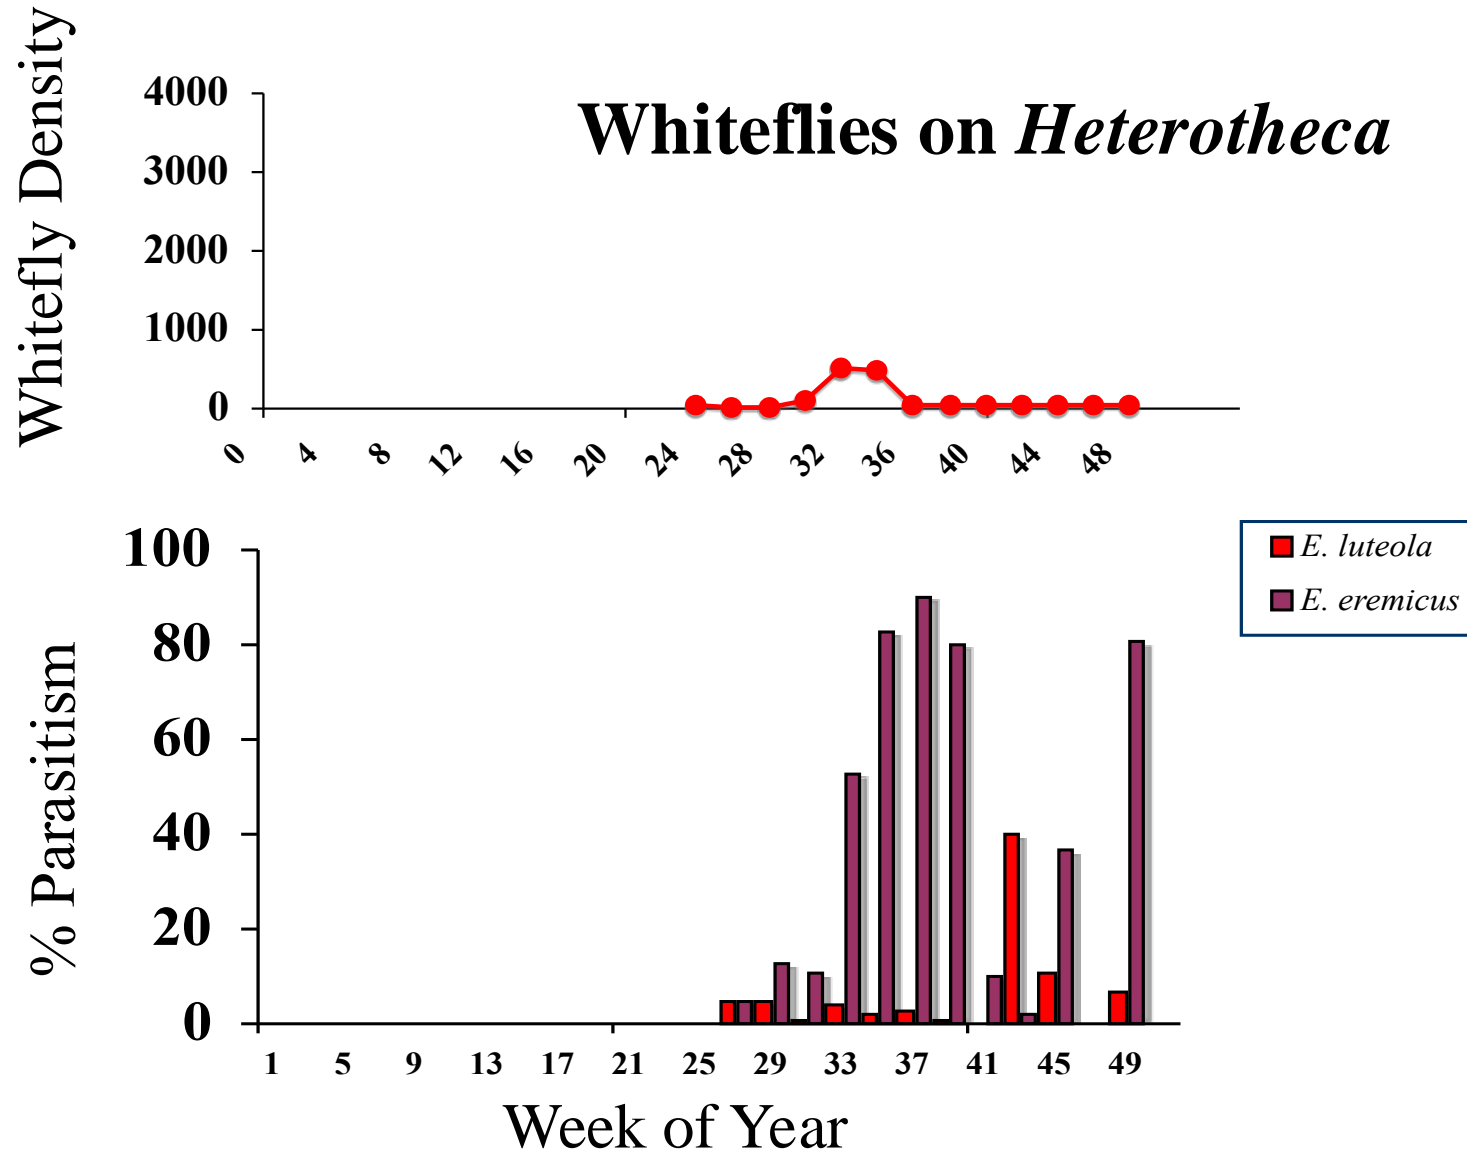 Whitefly Density
4000
3000
2000
1000
0
Whiteflies on Heterotheca
0 4 8 12 16 20 24 28 32 36 40 44 48
% Parasitism
100
80
60
40
20
0
E. luteola
E. eremicus
1 5 9 13 17 21 25 29 33 37 41 45 49
Week of Year